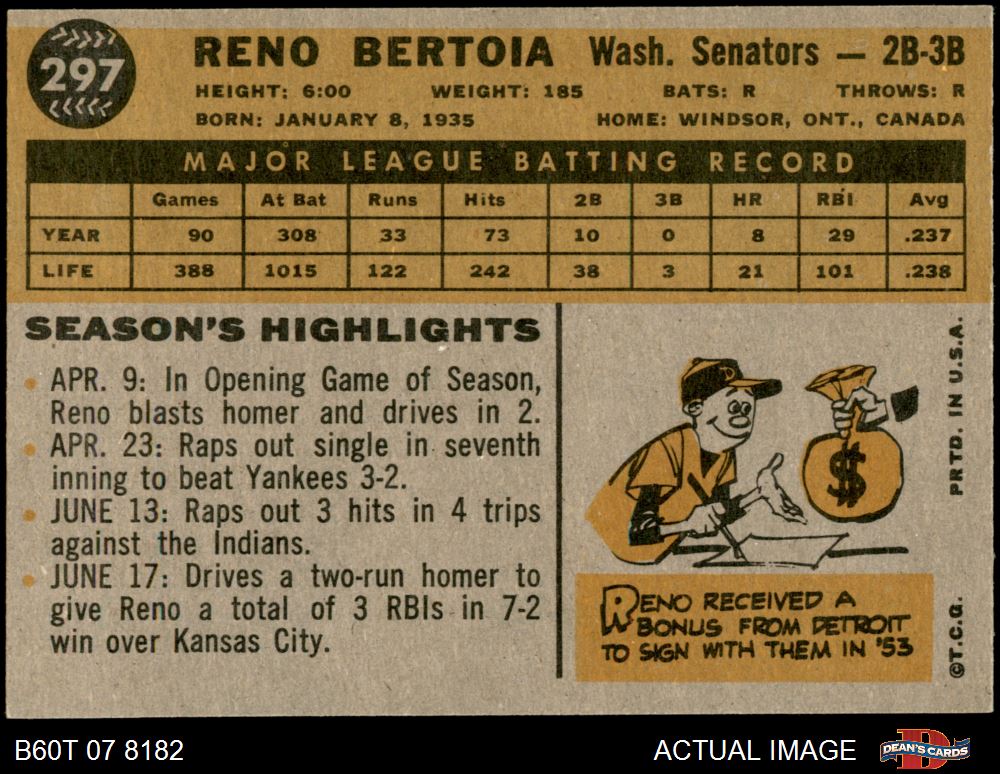 297
RENO BERTOIA Wash. Senators — 2B-3B
HEIGHT: 6:00 WEIGHT: 185 BATS: R THROWS: R
BORN: JANUARY 8, 1935 HOME: WINDSOR, ONT., CANADA
MAJOR LEAGUE BATTING RECORD
Games At Bat Runs Hits 2B 3B HR RBI Avg
YEAR 90 308 33 73 10 0 8 29 .237
LIFE 388 1015 122 242 38 3 21 101 .238
SEASON'S HIGHLIGHTS
• APR. 9: In Opening Game of Season,
Reno blasts homer and drives in 2.
• APR. 23: Raps out single in seventh
inning to beat Yankees 3-2.
• JUNE 13: Raps out 3 hits in 4 trips
against the Indians.
• JUNE 17: Drives a two-run homer to
give Reno a total of 3 RBIs in 7-2
win over Kansas City.
D
$
RENO RECEIVED A
BONUS FROM DETROIT
TO SIGN WITH THEM IN '53
©T.C.G. PRTD. IN U.S.A.
B60T 07 8182 ACTUAL IMAGE
D
DEAN'S CARDS